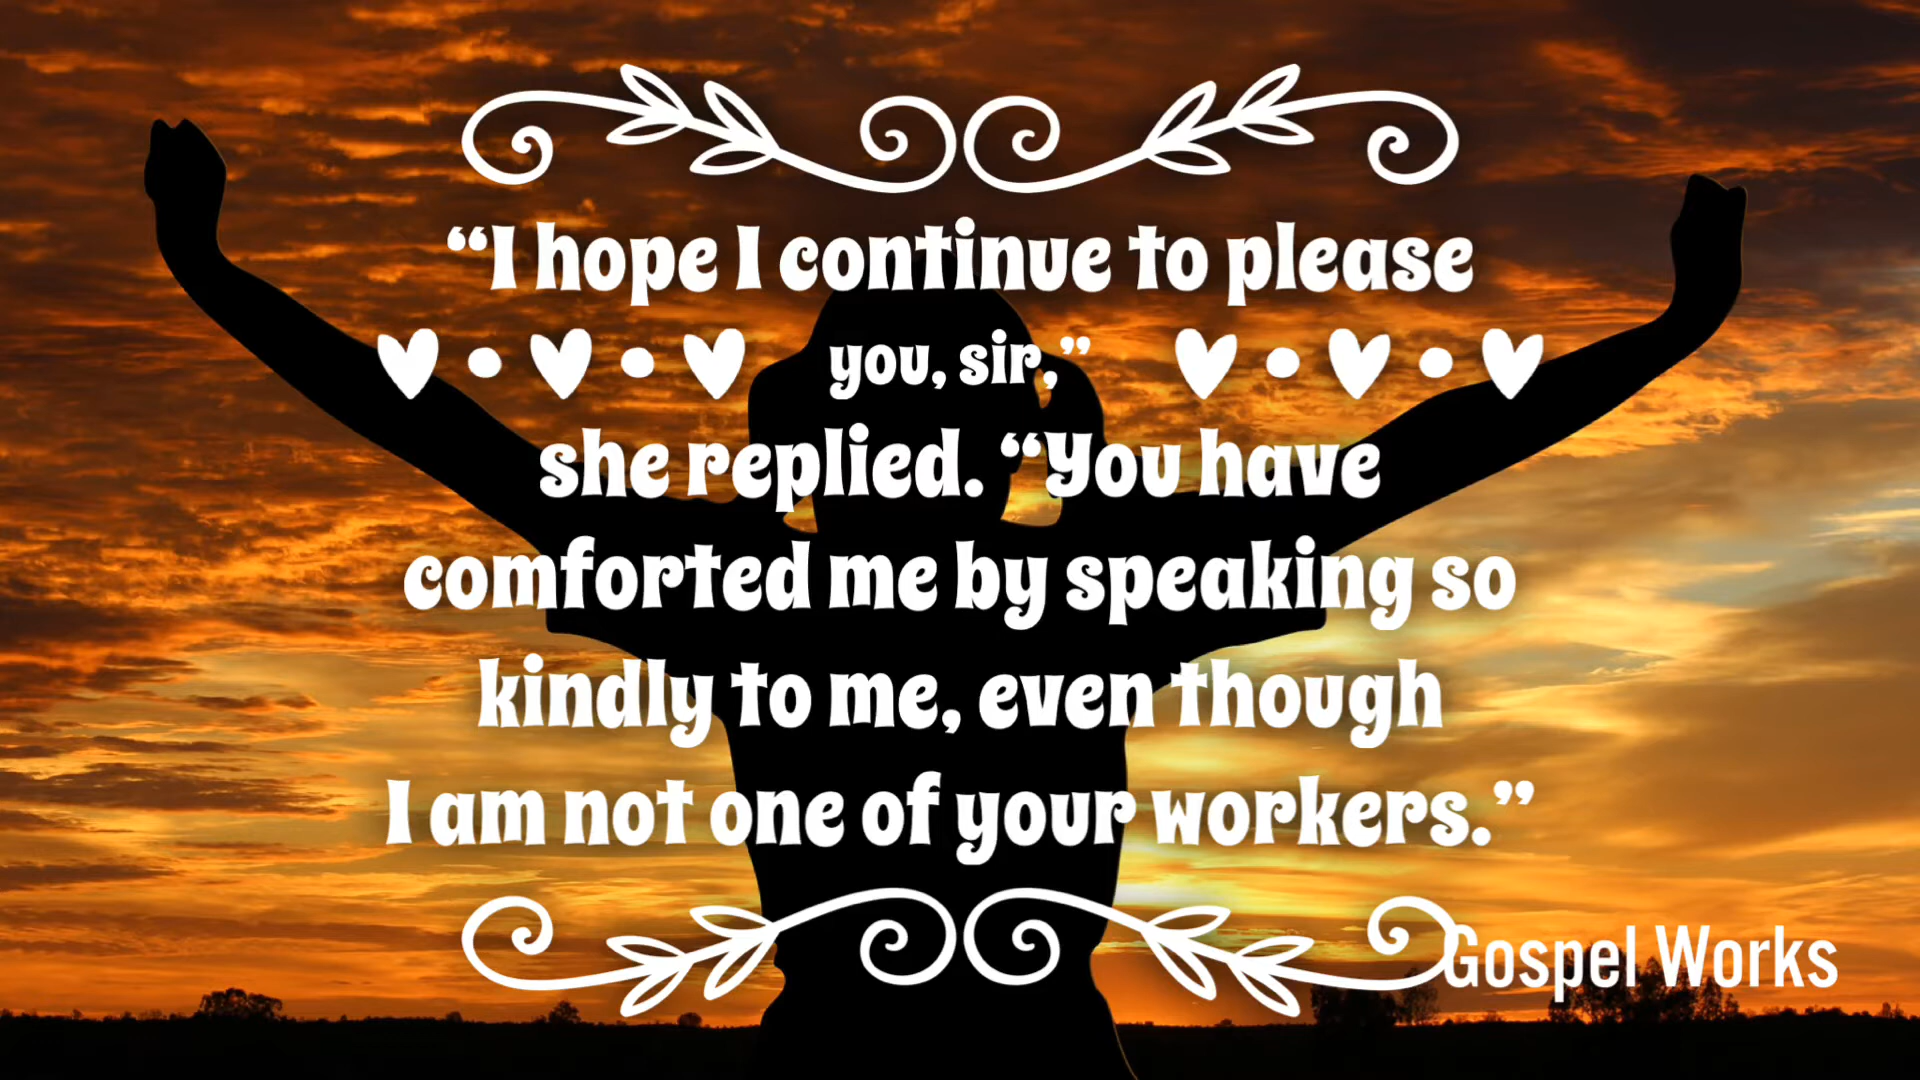 “I hope I continue to please
you, sir,”
she replied. “You have
comforted me by speaking so
kindly to me, even though
I am not one of your workers.”
Gospel Works